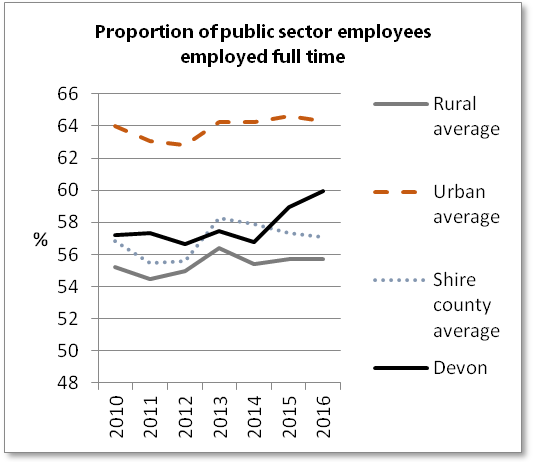 Proportion of public sector employees
employed full time
66
64
62
60
58
56
54
52
50
48
%
2010
2011
2012
2013
2014
2015
2016
Rural
average
Urban
average
Shire
county
average
Devon